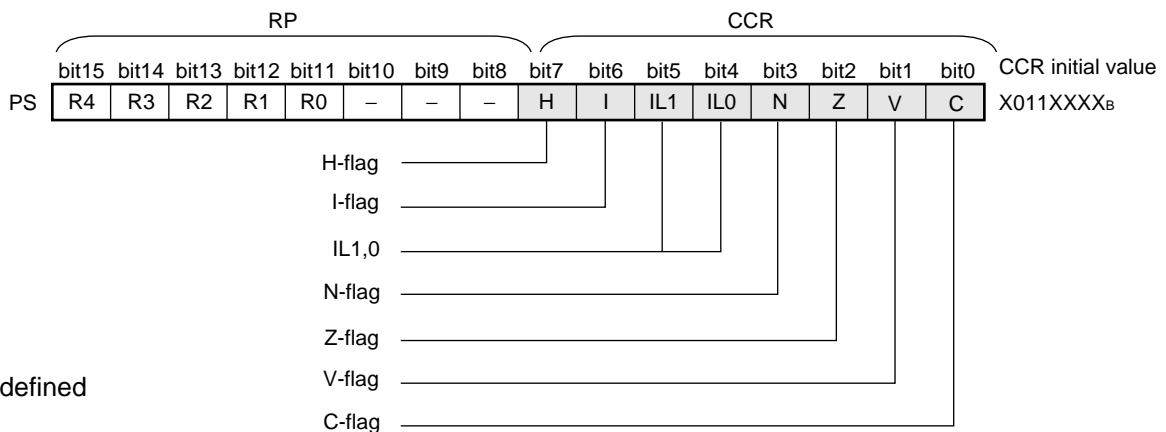 RP CCR
bit15 bit14 bit13 bit12 bit11 bit10 bit9 bit8 bit7 bit6 bit5 bit4 bit3 bit2 bit1 bit0 CCR initial value
PS R4 R3 R2 R1 R0 – – – H I IL1 IL0 N Z V C X011XXXXB
H-flag
I-flag
IL1,0
N-flag
Z-flag
defined
V-flag
C-flag